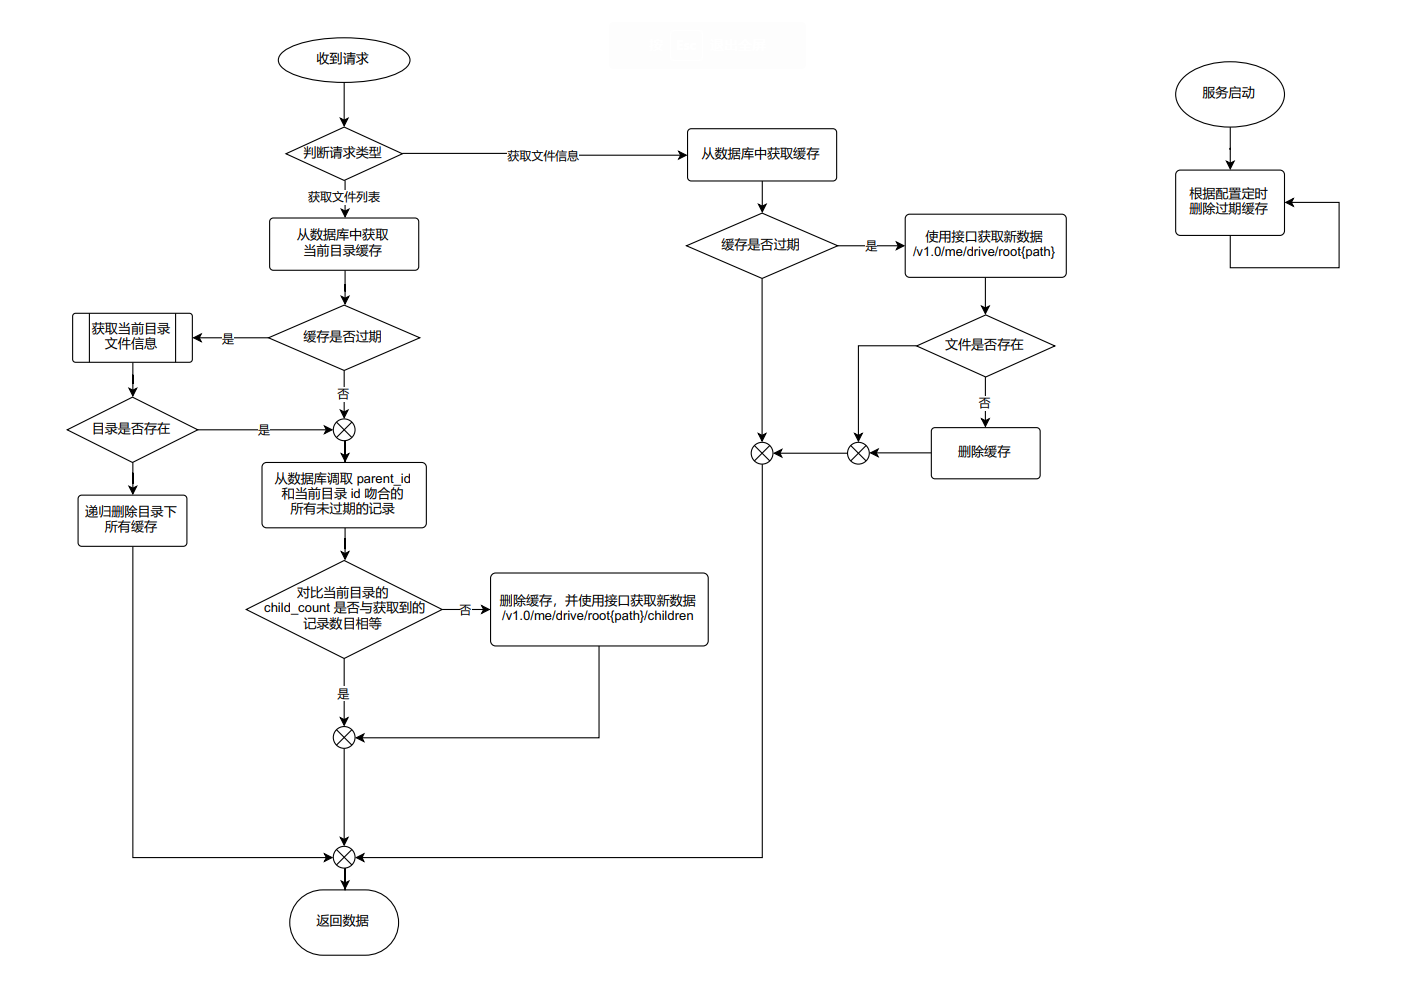 收到请求
服务启动
判断请求类型
获取文件信息
从数据库中获取缓存
获取文件列表
根据配置定时
删除过期缓存
从数据库中获取
当前目录缓存
缓存是否过期
是
使用接口获取新数据
/v1.0/me/drive/root{path}
获取当前目录
文件信息
是
缓存是否过期
文件是否存在
否
否
目录是否存在
是
删除缓存
从数据库调取 parent_id
和当前目录 id 吻合的
所有未过期的记录
递归删除目录下
所有缓存
对比当前目录的
child_count 是否与获取到的
记录数目相等
否
删除缓存，并使用接口获取新数据
/v1.0/me/drive/root{path}/children
是
返回数据